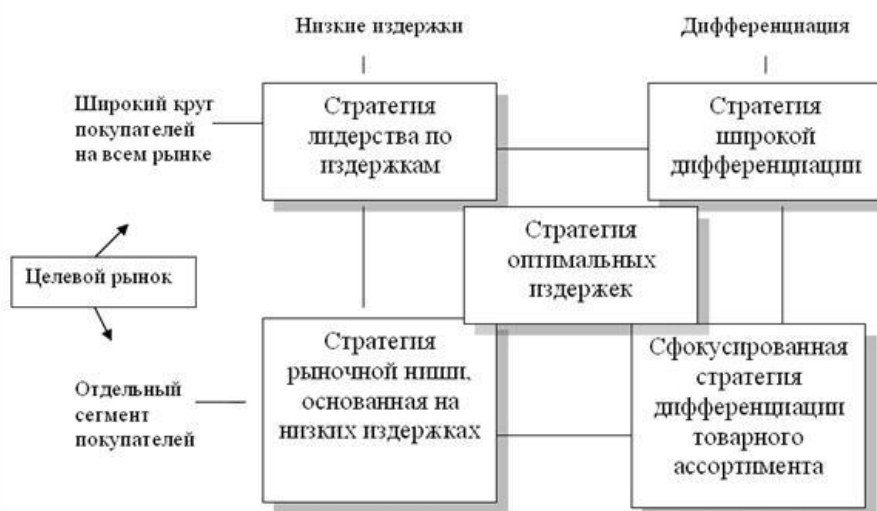 Низкие издержки
Дифференциация
Широкий круг
покупателей
на всем рынке
Стратегия
лидерства по
издержкам
Стратегия
широкой
дифференциации
Стратегия
оптимальных
издержек
Целевой рынок
Отдельный
сегмент
покупателей
Стратегия
рыночной ниши,
основанная на
низких издержках
Сфокусированная
стратегия
дифференциации
товарного
ассортимента